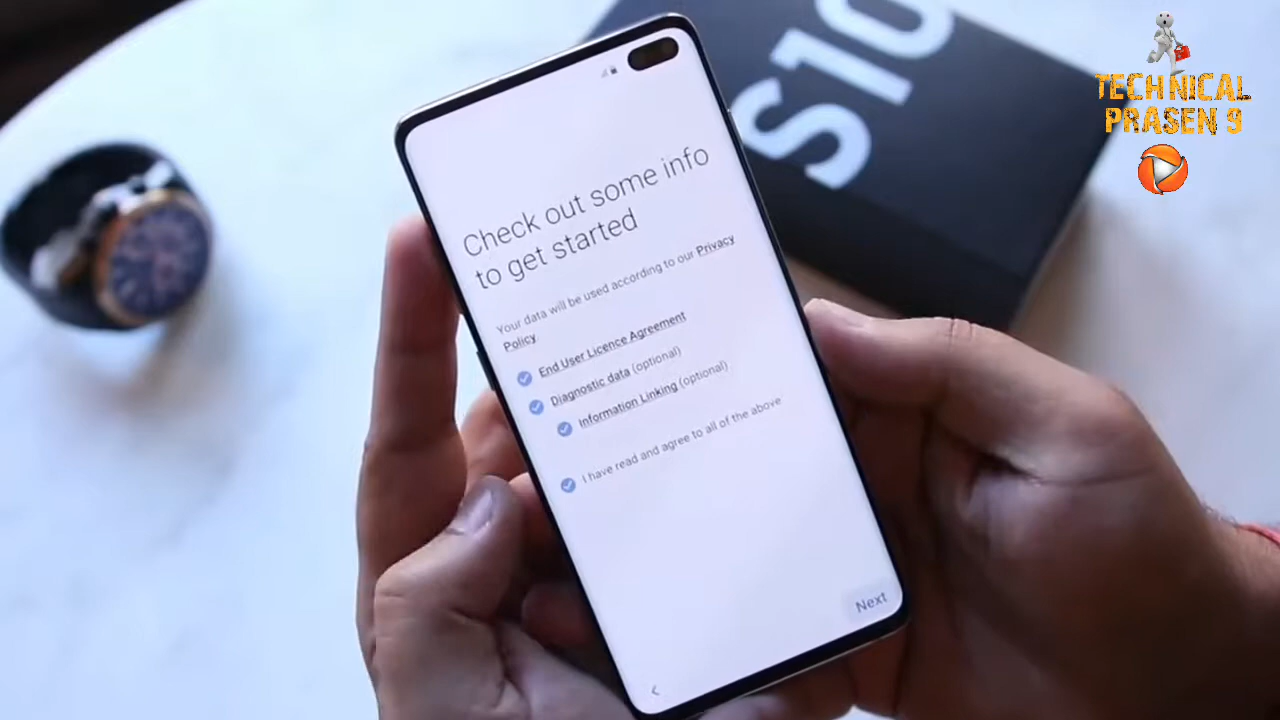 S10
TECHNICAL
PRASEN 9
Check out some info
to get started
Your data will be used according to our Privacy
Policy.
End User Licence Agreement
Diagnostic data (optional)
Information Linking (optional)
I have read and agree to all of the above
Next